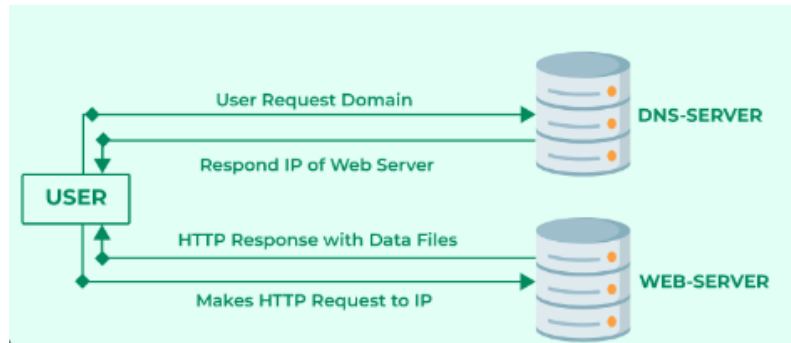 User Request Domain
DNS-SERVER
Respond IP of Web Server
USER
HTTP Response with Data Files
WEB-SERVER
Makes HTTP Request to IP